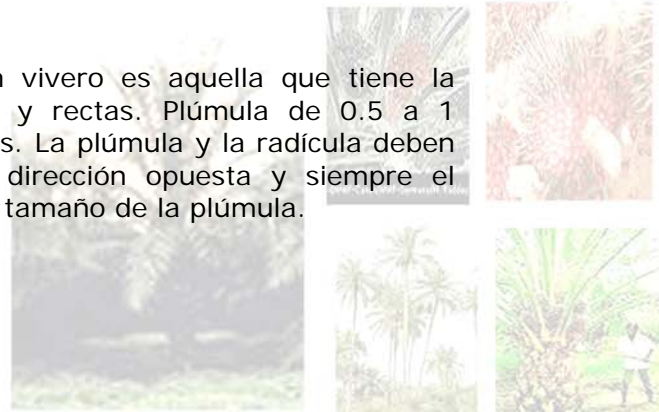 vivero es aquella que tiene la
y rectas. Plúmula de 0.5 a 1
s. La plúmula y la radícula deben
dirección opuesta y siempre el
tamaño de la plúmula.